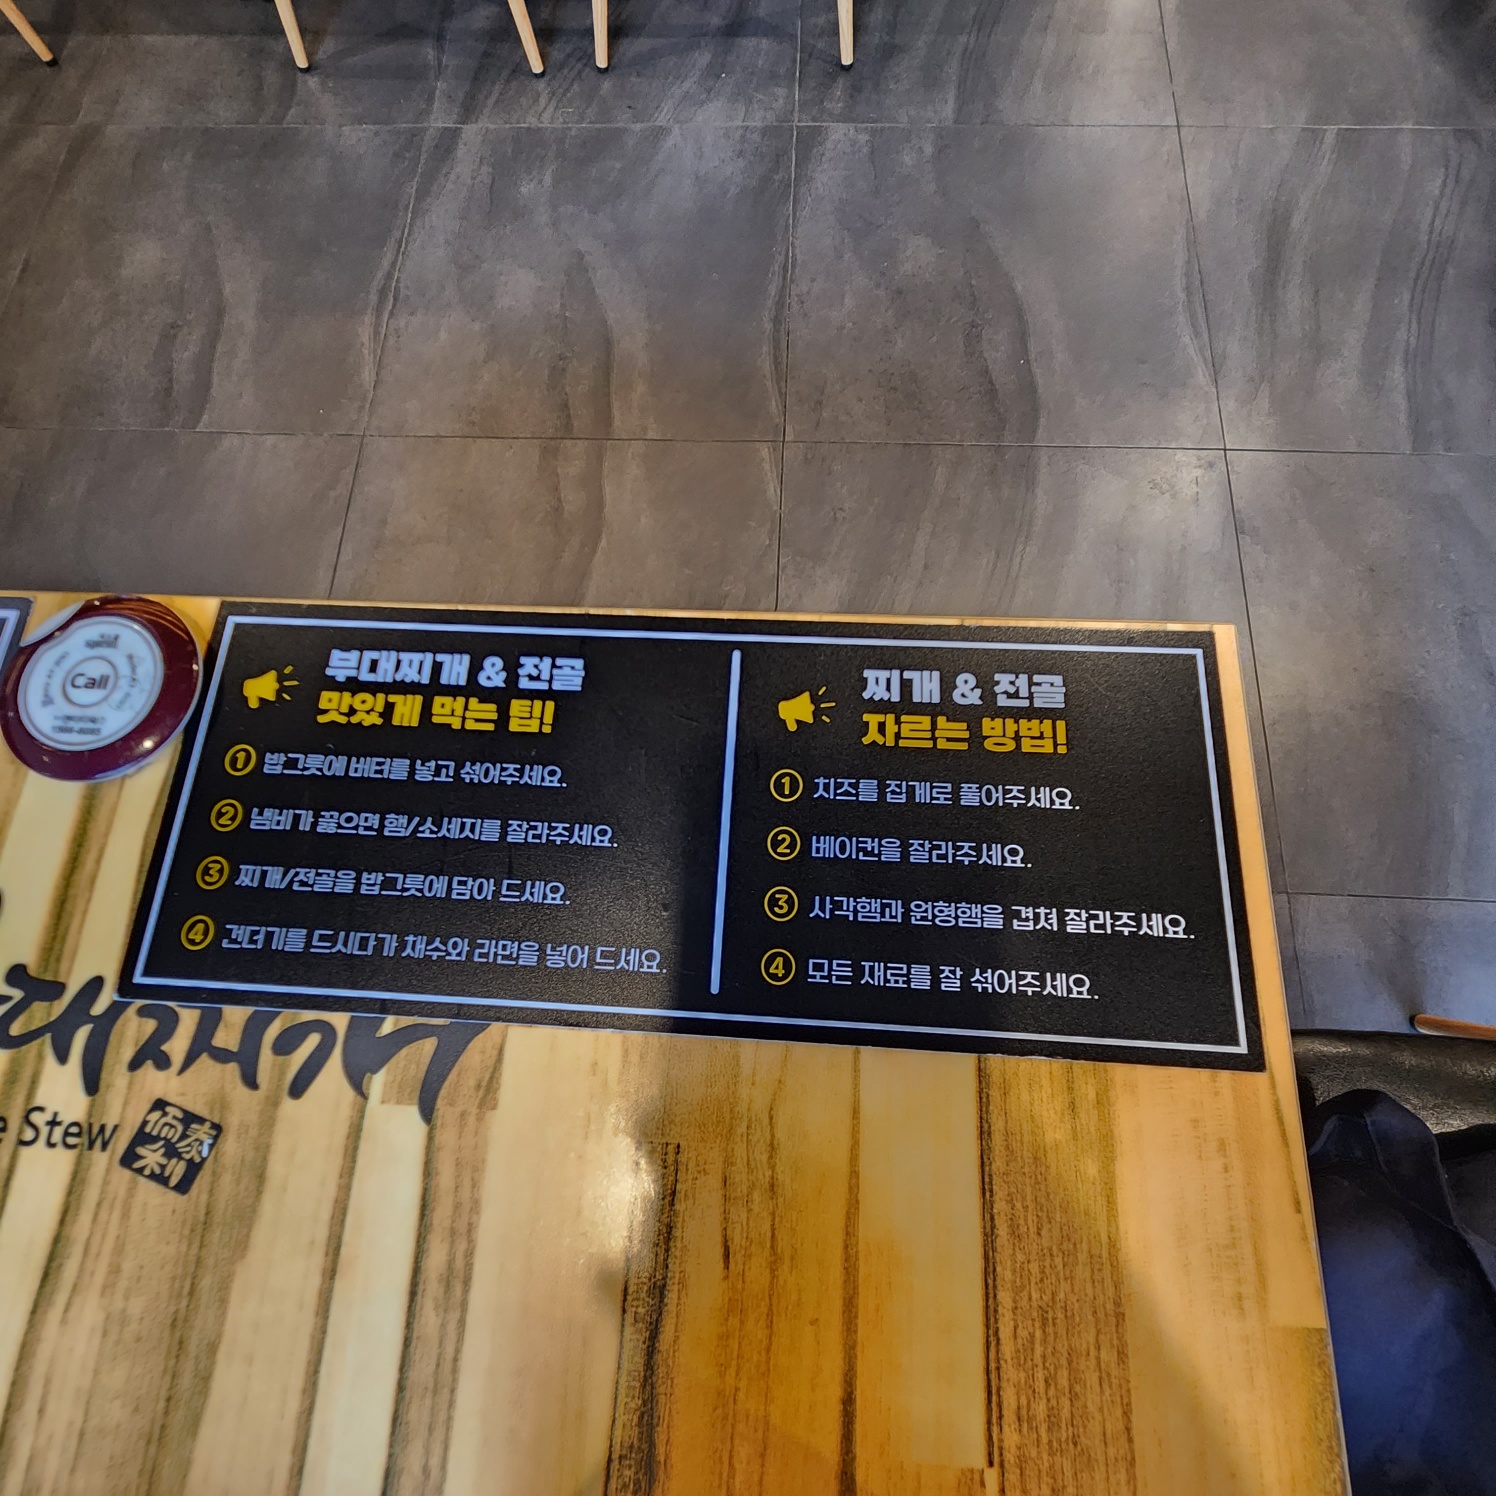 Call
부대찌개 & 전골
맛있게 먹는 팁!
① 밥그릇에 버터를 넣고 섞어주세요.
② 냄비가 끓으면 햄/소세지를 잘라주세요.
③ 찌개/전골을 밥그릇에 담아 드세요.
④ 건더기를 드시다가 채수와 라면을 넣어 드세요.
찌개 & 전골
자르는 방법!
① 치즈를 집게로 풀어주세요.
② 베이컨을 잘라주세요.
③ 사각햄과 원형햄을 겹쳐 잘라주세요.
④ 모든 재료를 잘 섞어주세요.
대찌개
Stew